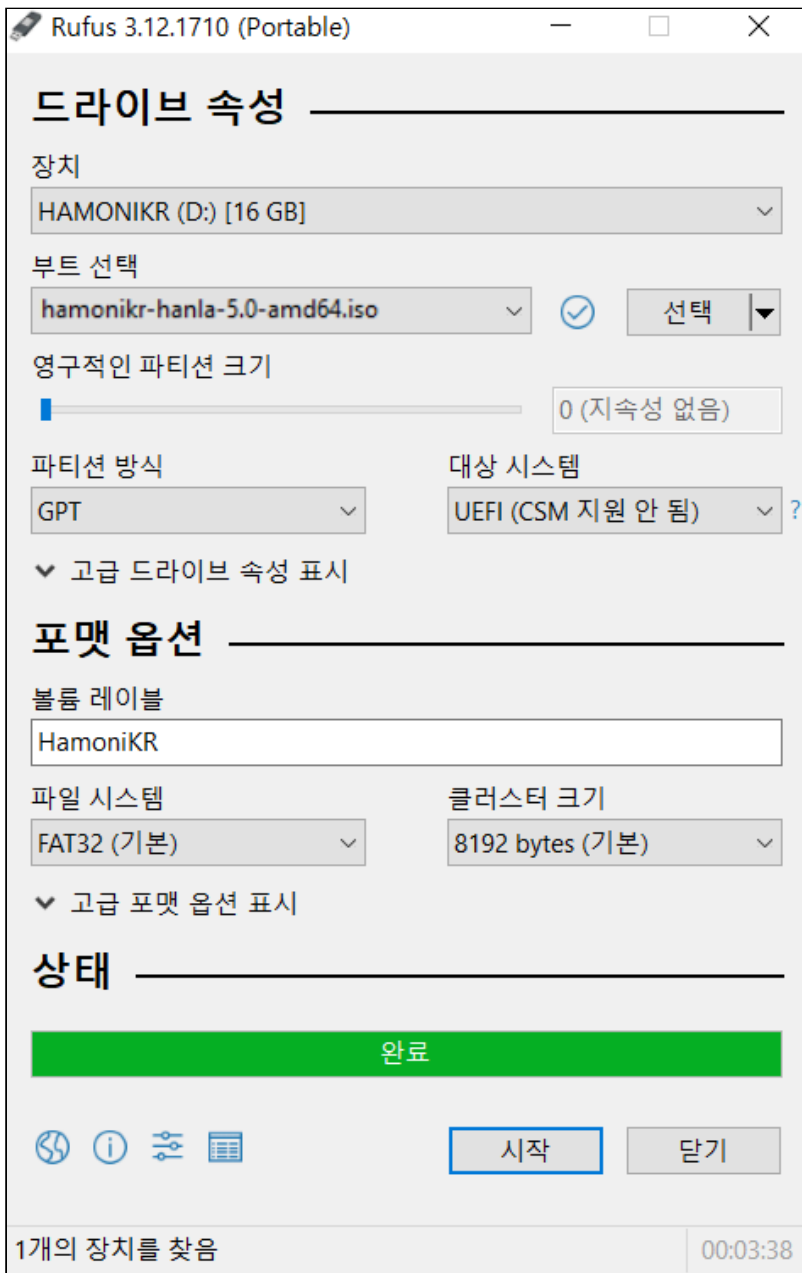 Rufus 3.12.1710 (Portable)
드라이브 속성
장치
HAMONIKR (D:) [16 GB]
부트 선택
hamonikr-hanla-5.0-amd64.iso
선택
영구적인 파티션 크기
0 (지속성 없음)
파티션 방식
대상 시스템
GPT
UEFI (CSM 지원 안 됨)
?
고급 드라이브 속성 표시
포맷 옵션
볼륨 레이블
HamoniKR
파일 시스템
클러스터 크기
FAT32 (기본)
8192 bytes (기본)
고급 포맷 옵션 표시
상태
완료
시작
닫기
1개의 장치를 찾음
00:03:38